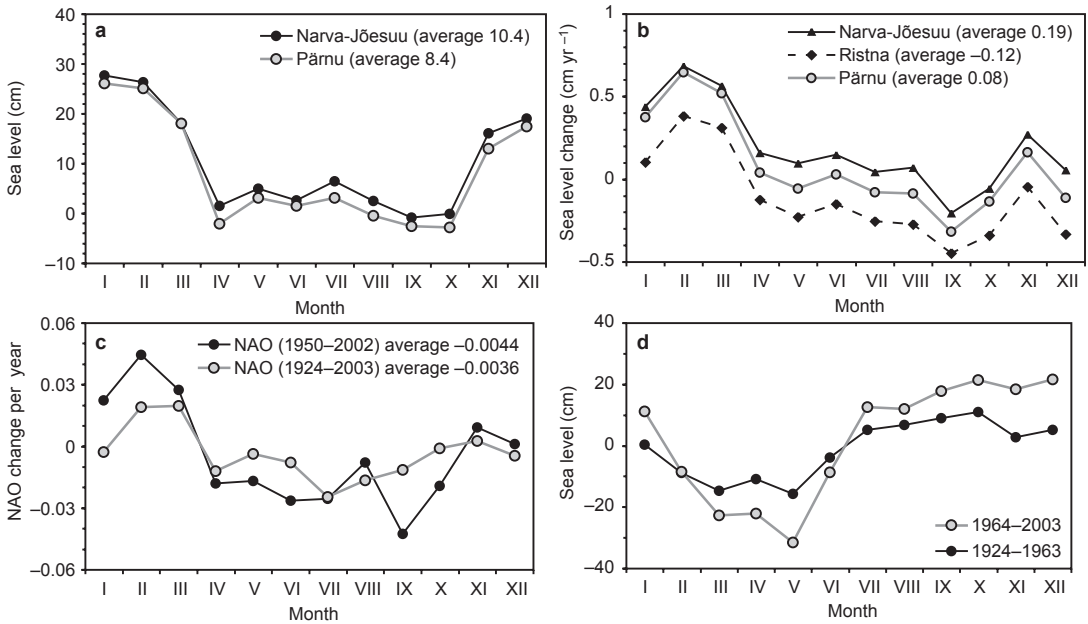 a
Narva-Jõesuu (average 10.4)
Pärnu (average 8.4)
Sea level (cm)
40
30
20
10
0
–10
I II III IV V VI VII VIII IX X XI XII
Month
b
Narva-Jõesuu (average 0.19)
Ristna (average –0.12)
Pärnu (average 0.08)
Sea level change (cm yr⁻¹)
1
0.5
0
–0.5
I II III IV V VI VII VIII IX X XI XII
Month
c
NAO (1950–2002) average –0.0044
NAO (1924–2003) average –0.0036
NAO change per year
0.06
0.03
0
–0.03
–0.06
I II III IV V VI VII VIII IX X XI XII
Month
d
Sea level (cm)
40
20
0
–20
–40
1964–2003
1924–1963
I II III IV V VI VII VIII IX X XI XII
Month